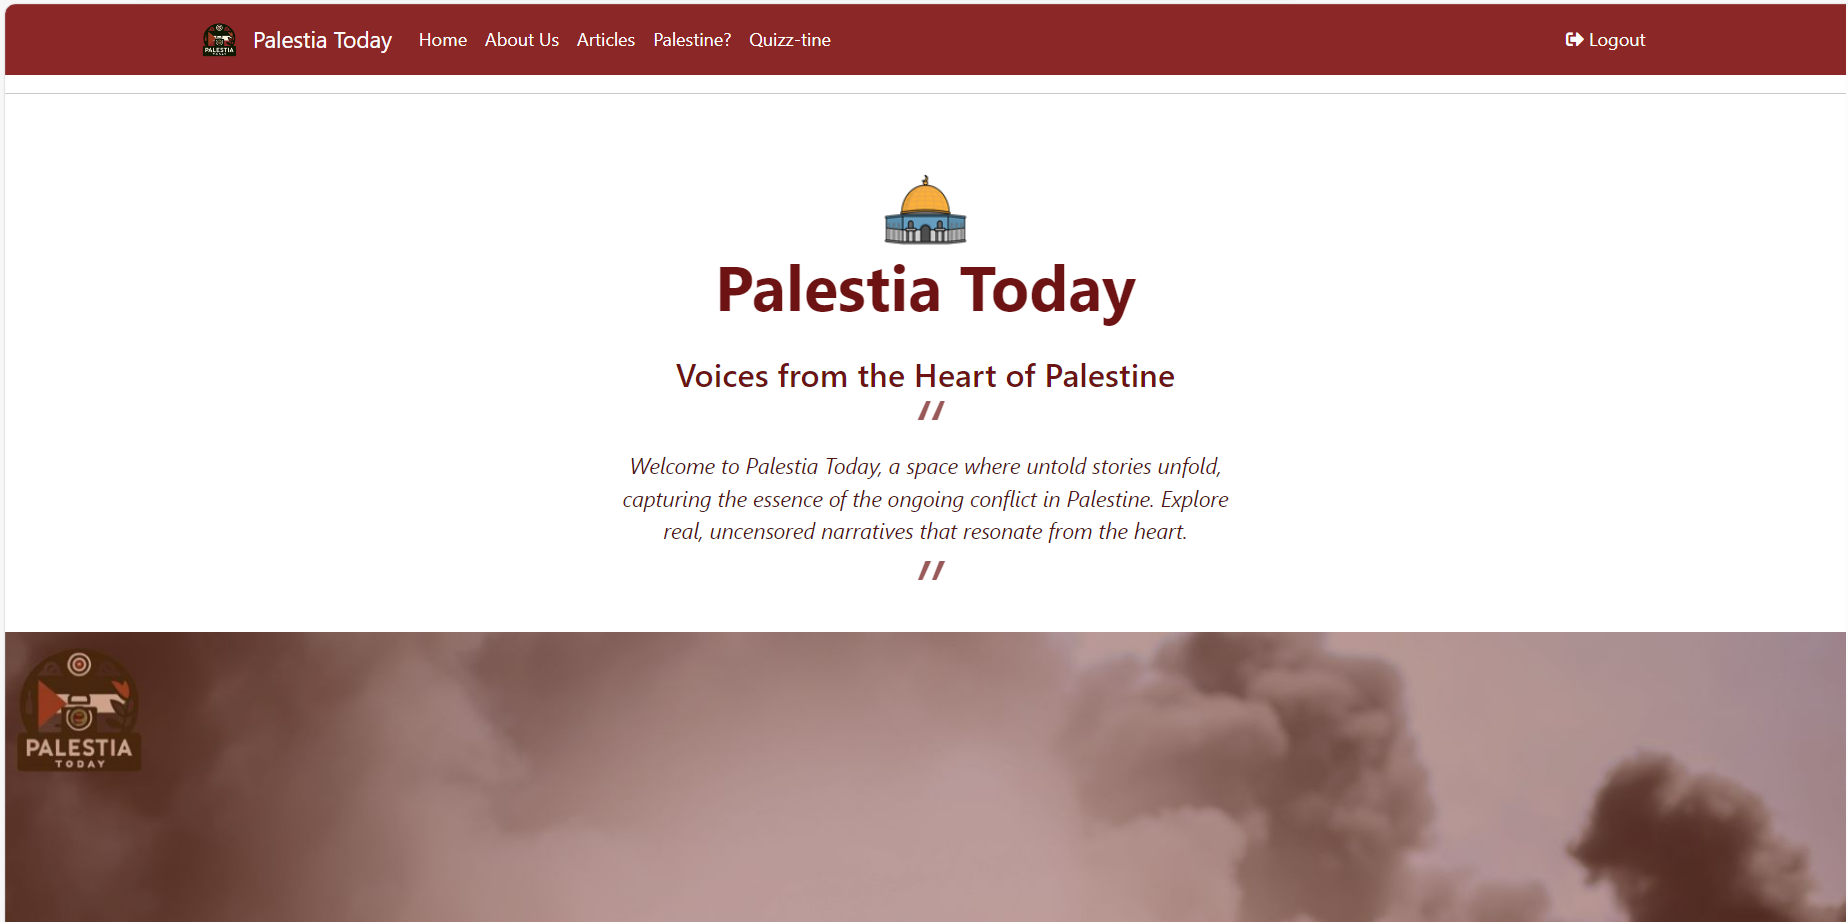 PALESTIA
TODAY
Palestia Today
Home
About Us
Articles
Palestine?
Quizz-tine
Logout
Palestia Today
Voices from the Heart of Palestine
"
Welcome to Palestia Today, a space where untold stories unfold,
capturing the essence of the ongoing conflict in Palestine. Explore
real, uncensored narratives that resonate from the heart.
"
PALESTIA
TODAY